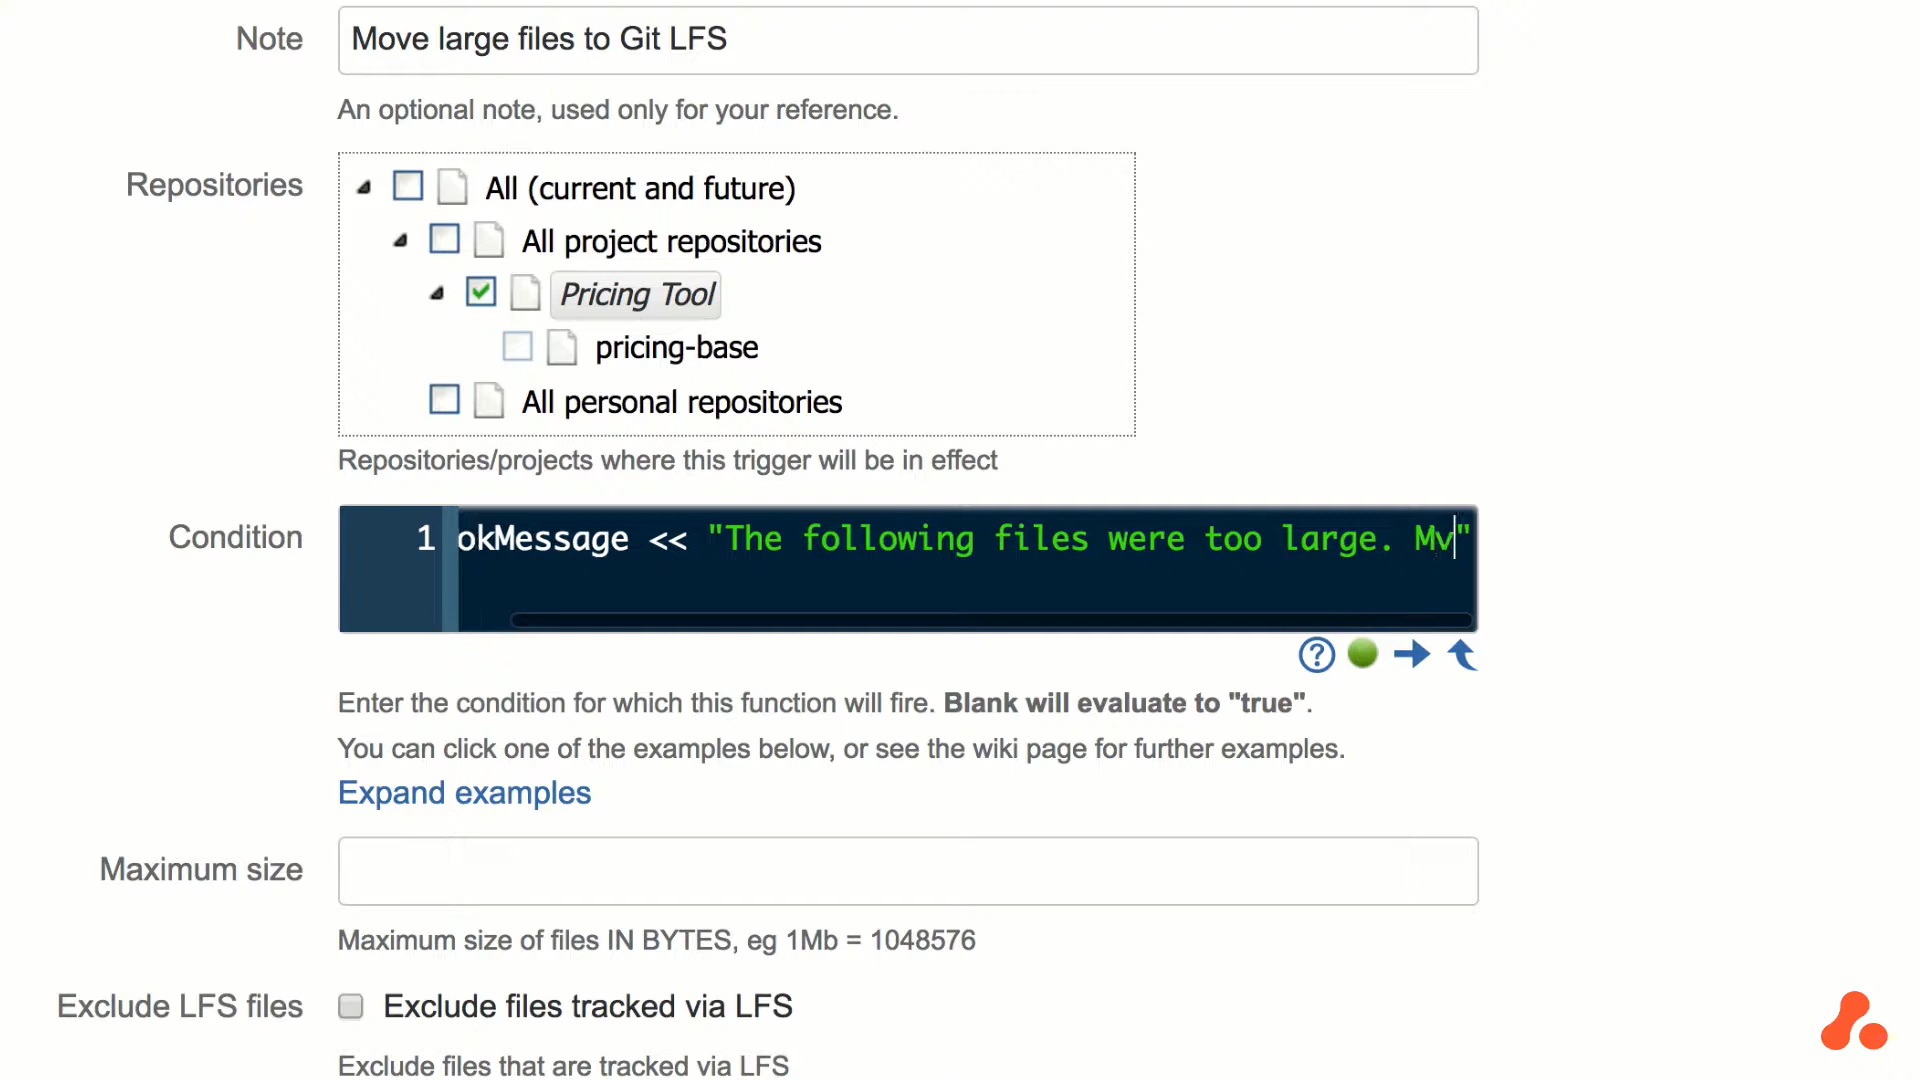 Note
Move large files to Git LFS
An optional note, used only for your reference.
Repositories
All (current and future)
All project repositories
Pricing Tool
pricing-base
All personal repositories
Repositories/projects where this trigger will be in effect
Condition
1 okMessage << "The following files were too large. Mv"
Enter the condition for which this function will fire. Blank will evaluate to "true".
You can click one of the examples below, or see the wiki page for further examples.
Expand examples
Maximum size
Maximum size of files IN BYTES, eg 1Mb = 1048576
Exclude LFS files
Exclude files tracked via LFS
Exclude files that are tracked via LFS